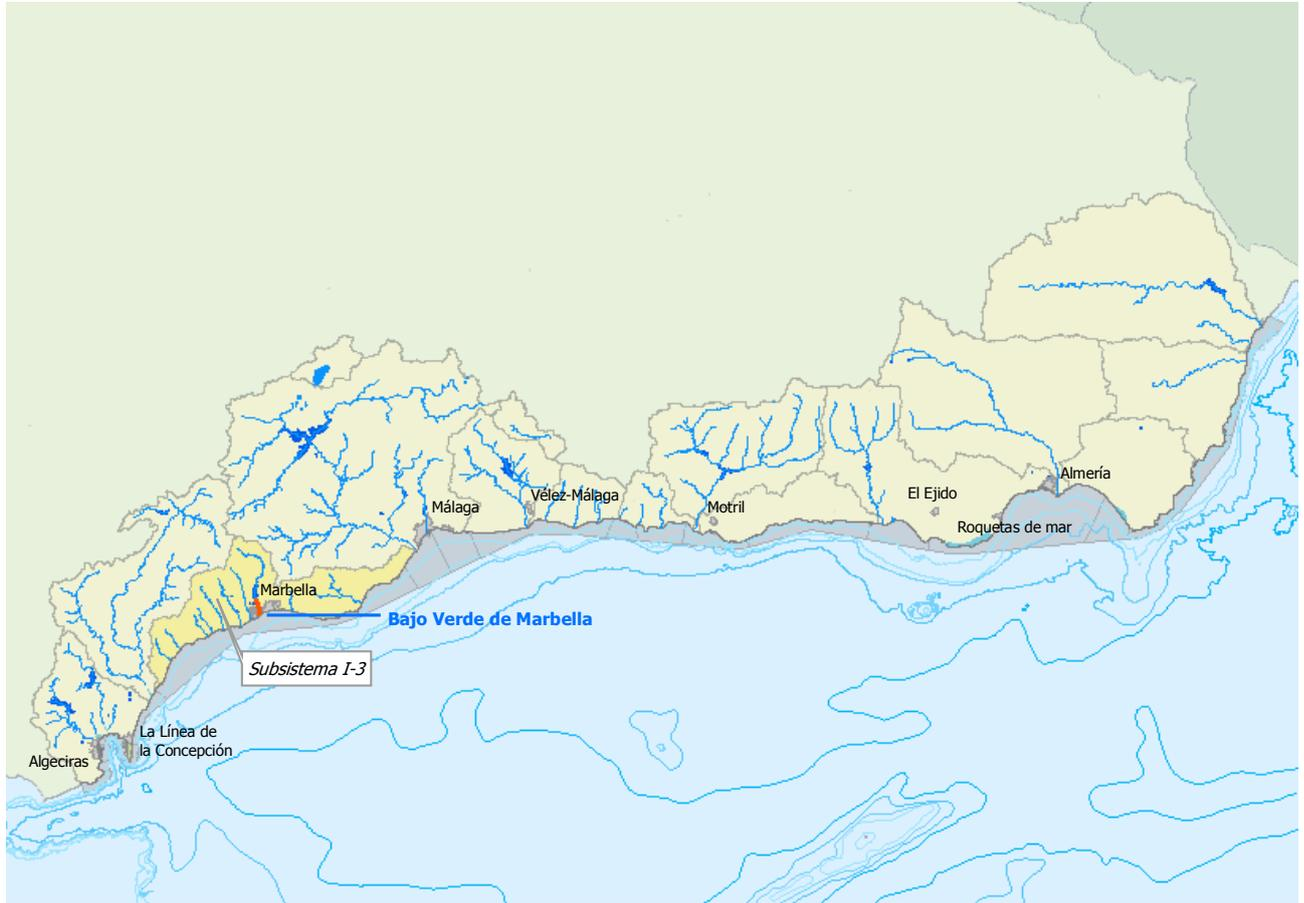 Almería
El Ejido
Vélez-Málaga
Málaga
Motril
Roquetas de mar
Marbella
Bajo Verde de Marbella
Subsistema I-3
La Línea de
la Concepción
Algeciras